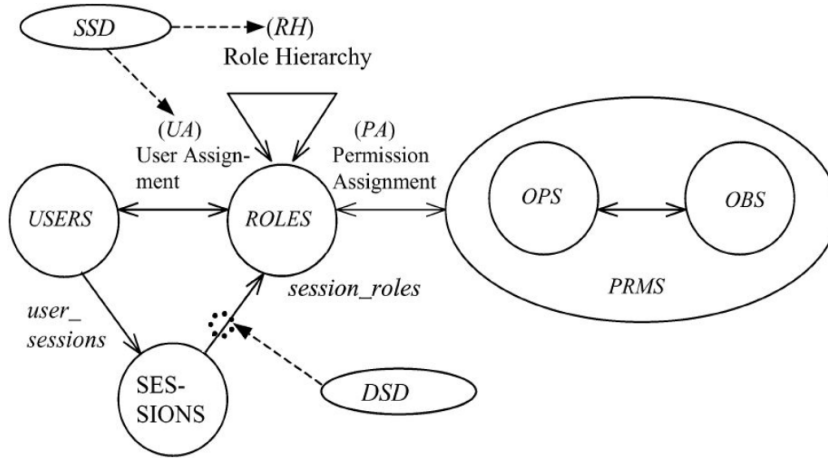 SSD
(RH)
Role Hierarchy
(UA)
User Assign-
ment
(PA)
Permission
Assignment
USERS
ROLES
OPS
OBS
PRMS
user_
sessions
session_roles
SES-
SIONS
DSD